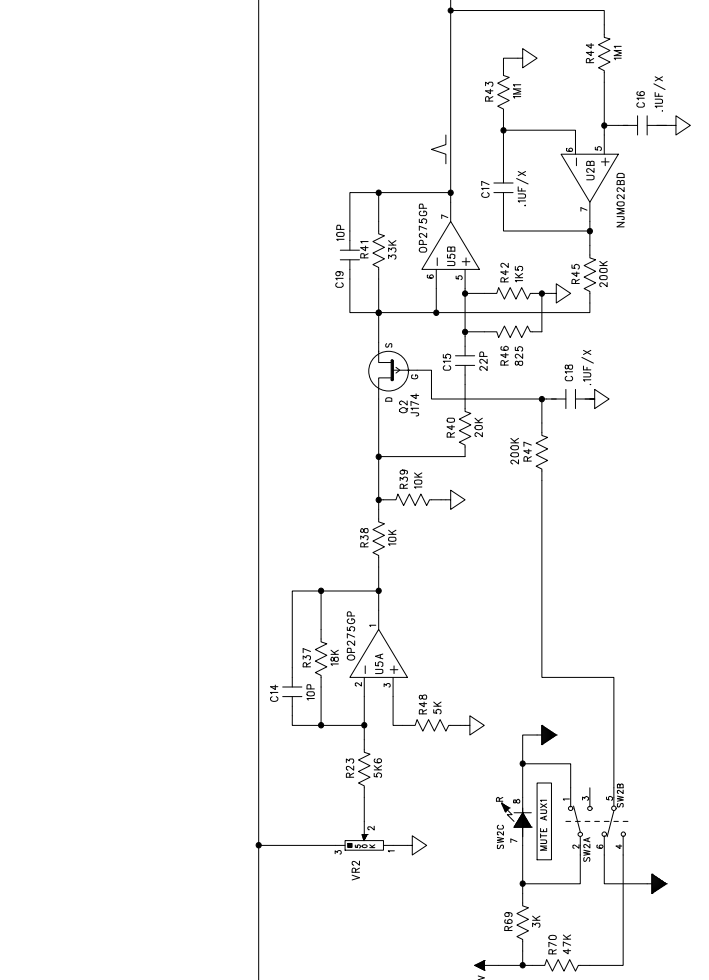 R44
1M1
R43
1M1
C16
.1UF/X
6
5
U2B
C17
.1UF/X
7
NJM022BD
10P
C19
R41
33K
7
OP275GP
U5B
6
5
R42
1K5
R45
200K
S
D
G
Q2
J174
C15
22P
R46
825
C18
.1UF/X
R40
20K
200K
R47
R39
10K
R38
10K
1
OP275GP
C14
10P
R37
18K
U5A
2
3
R48
5K
R23
5K6
2
3
50K
1
VR2
R
8
SW2C
7
MUTE AUX1
1
3
5
SW2B
2
SW2A
6
4
R69
3K
R70
47K
V